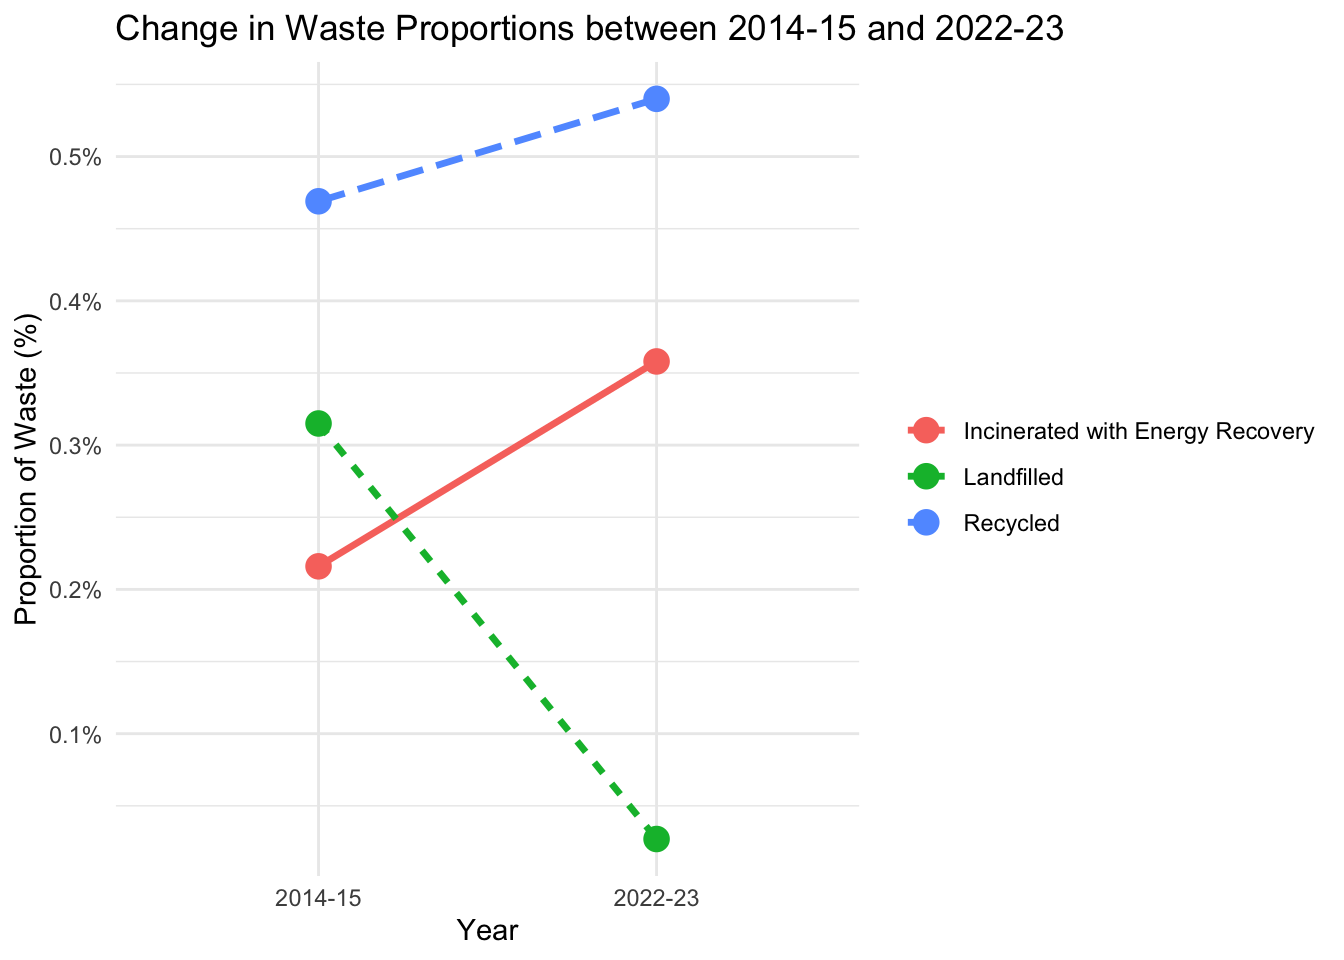 Change in Waste Proportions between 2014-15 and 2022-23
Proportion of Waste (%)
0.5%
0.4%
0.3%
0.2%
0.1%
2014-15 2022-23
Year
Incinerated with Energy Recovery
Landfilled
Recycled